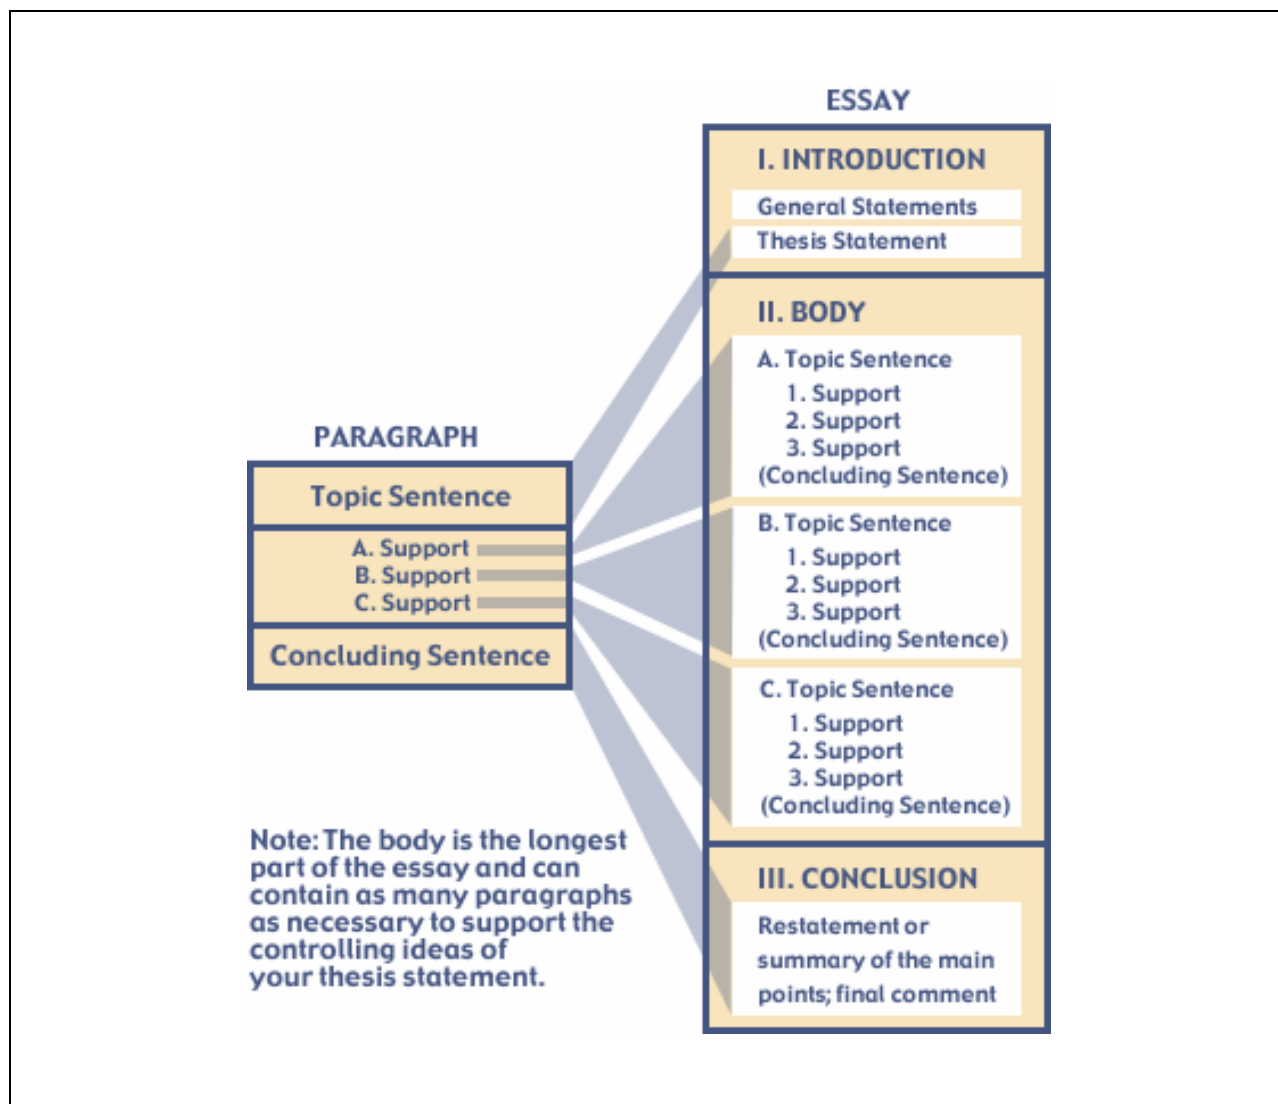 PARAGRAPH
Topic Sentence
A. Support
B. Support
C. Support
Concluding Sentence
Note: The body is the longest
part of the essay and can
contain as many paragraphs
as necessary to support the
controlling ideas of
your thesis statement.
ESSAY
I. INTRODUCTION
General Statements
Thesis Statement
II. BODY
A. Topic Sentence
1. Support
2. Support
3. Support
(Concluding Sentence)
B. Topic Sentence
1. Support
2. Support
3. Support
(Concluding Sentence)
C. Topic Sentence
1. Support
2. Support
3. Support
(Concluding Sentence)
III. CONCLUSION
Restatement or
summary of the main
points; final comment